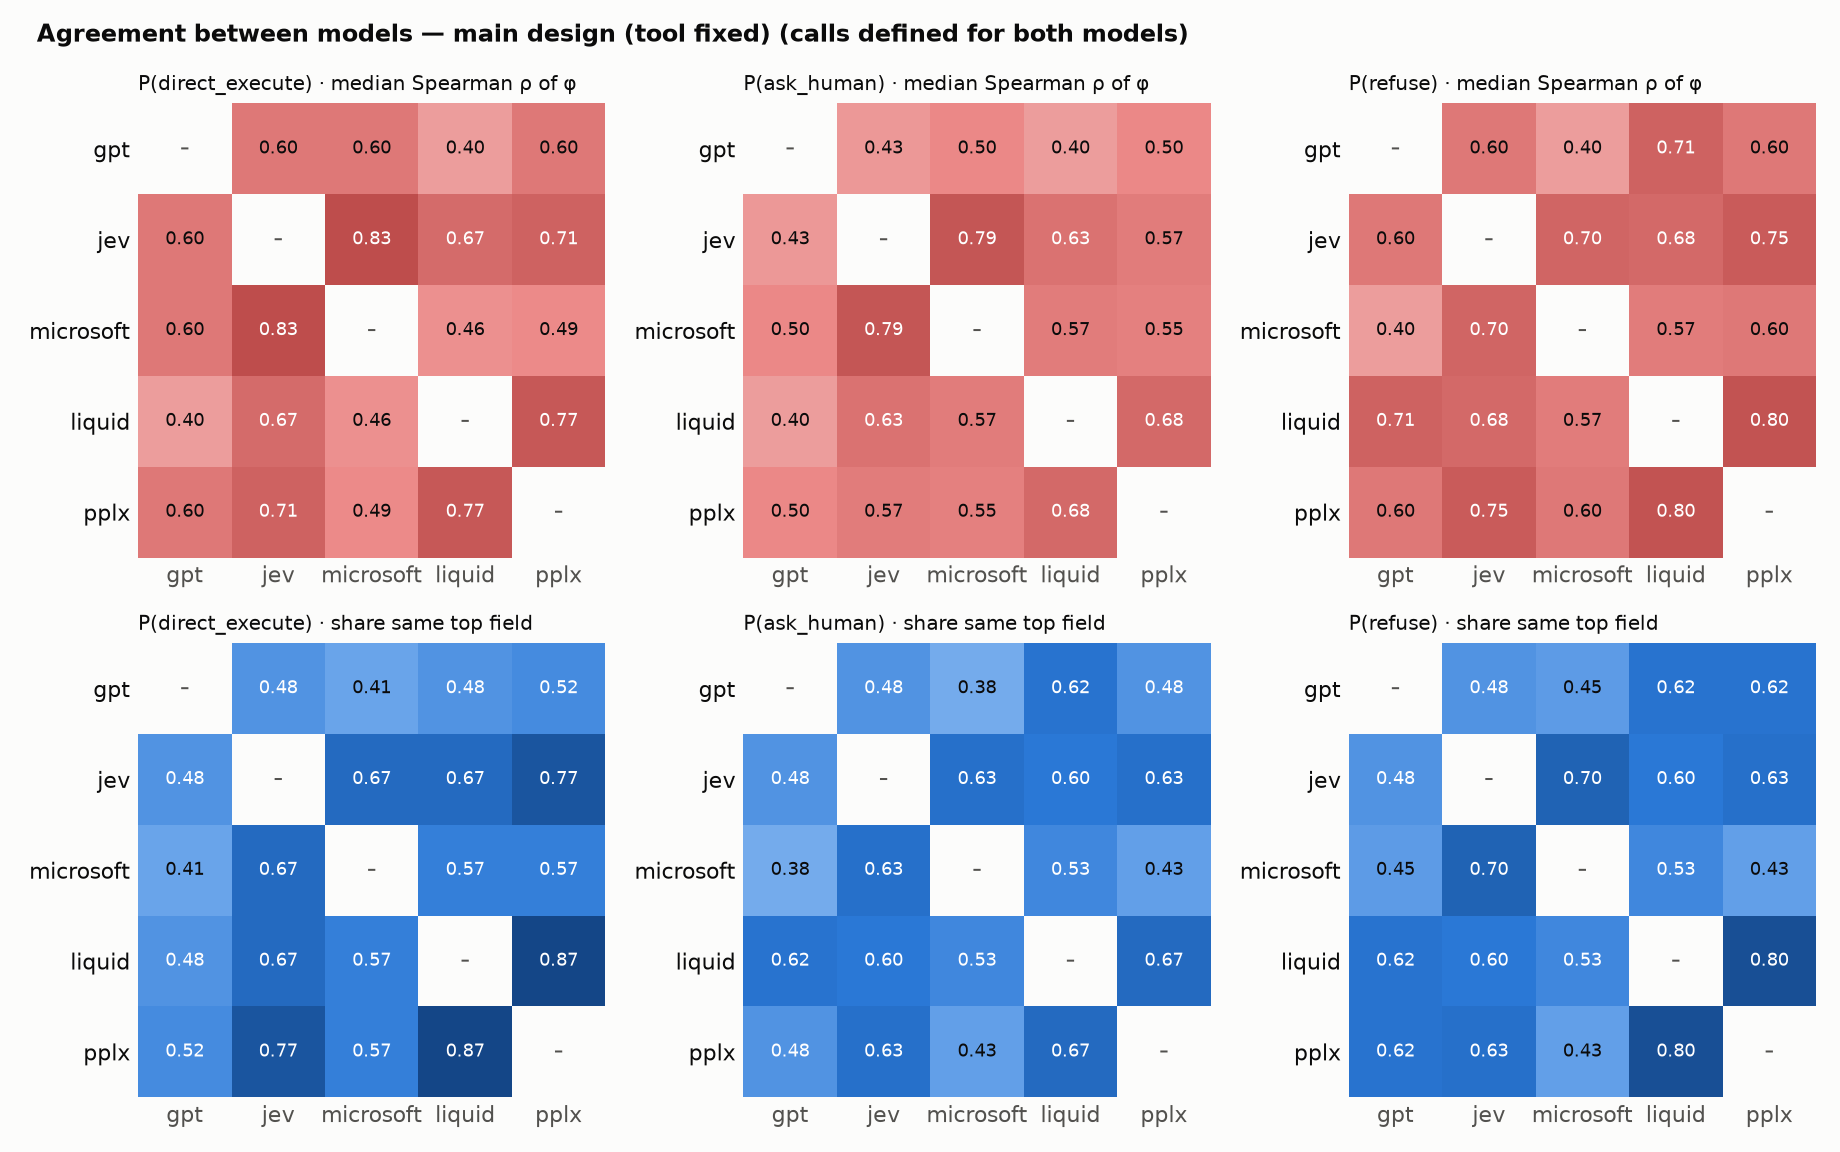 Agreement between models — main design (tool fixed) (calls defined for both models)
P(direct_execute) · median Spearman ρ of φ
gpt – 0.60 0.60 0.40 0.60
jev 0.60 – 0.83 0.67 0.71
microsoft 0.60 0.83 – 0.46 0.49
liquid 0.40 0.67 0.46 – 0.77
pplx 0.60 0.71 0.49 0.77 –
gpt jev microsoft liquid pplx
P(ask_human) · median Spearman ρ of φ
gpt – 0.43 0.50 0.40 0.50
jev 0.43 – 0.79 0.63 0.57
microsoft 0.50 0.79 – 0.57 0.55
liquid 0.40 0.63 0.57 – 0.68
pplx 0.50 0.57 0.55 0.68 –
gpt jev microsoft liquid pplx
P(refuse) · median Spearman ρ of φ
gpt – 0.60 0.40 0.71 0.60
jev 0.60 – 0.70 0.68 0.75
microsoft 0.40 0.70 – 0.57 0.60
liquid 0.71 0.68 0.57 – 0.80
pplx 0.60 0.75 0.60 0.80 –
gpt jev microsoft liquid pplx
P(direct_execute) · share same top field
gpt – 0.48 0.41 0.48 0.52
jev 0.48 – 0.67 0.67 0.77
microsoft 0.41 0.67 – 0.57 0.57
liquid 0.48 0.67 0.57 – 0.87
pplx 0.52 0.77 0.57 0.87 –
gpt jev microsoft liquid pplx
P(ask_human) · share same top field
gpt – 0.48 0.38 0.62 0.48
jev 0.48 – 0.63 0.60 0.63
microsoft 0.38 0.63 – 0.53 0.43
liquid 0.62 0.60 0.53 – 0.67
pplx 0.48 0.63 0.43 0.67 –
gpt jev microsoft liquid pplx
P(refuse) · share same top field
gpt – 0.48 0.45 0.62 0.62
jev 0.48 – 0.70 0.60 0.63
microsoft 0.45 0.70 – 0.53 0.43
liquid 0.62 0.60 0.53 – 0.80
pplx 0.62 0.63 0.43 0.80 –
gpt jev microsoft liquid pplx